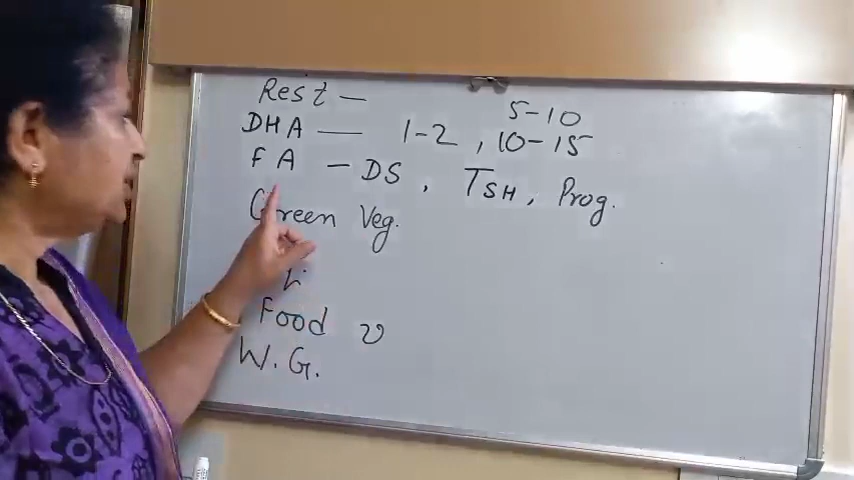 Rest —
5-10
DHA — 1-2, 10-15
FA — DS, TSH, Prog.
Green Veg.
Food v
W. G.